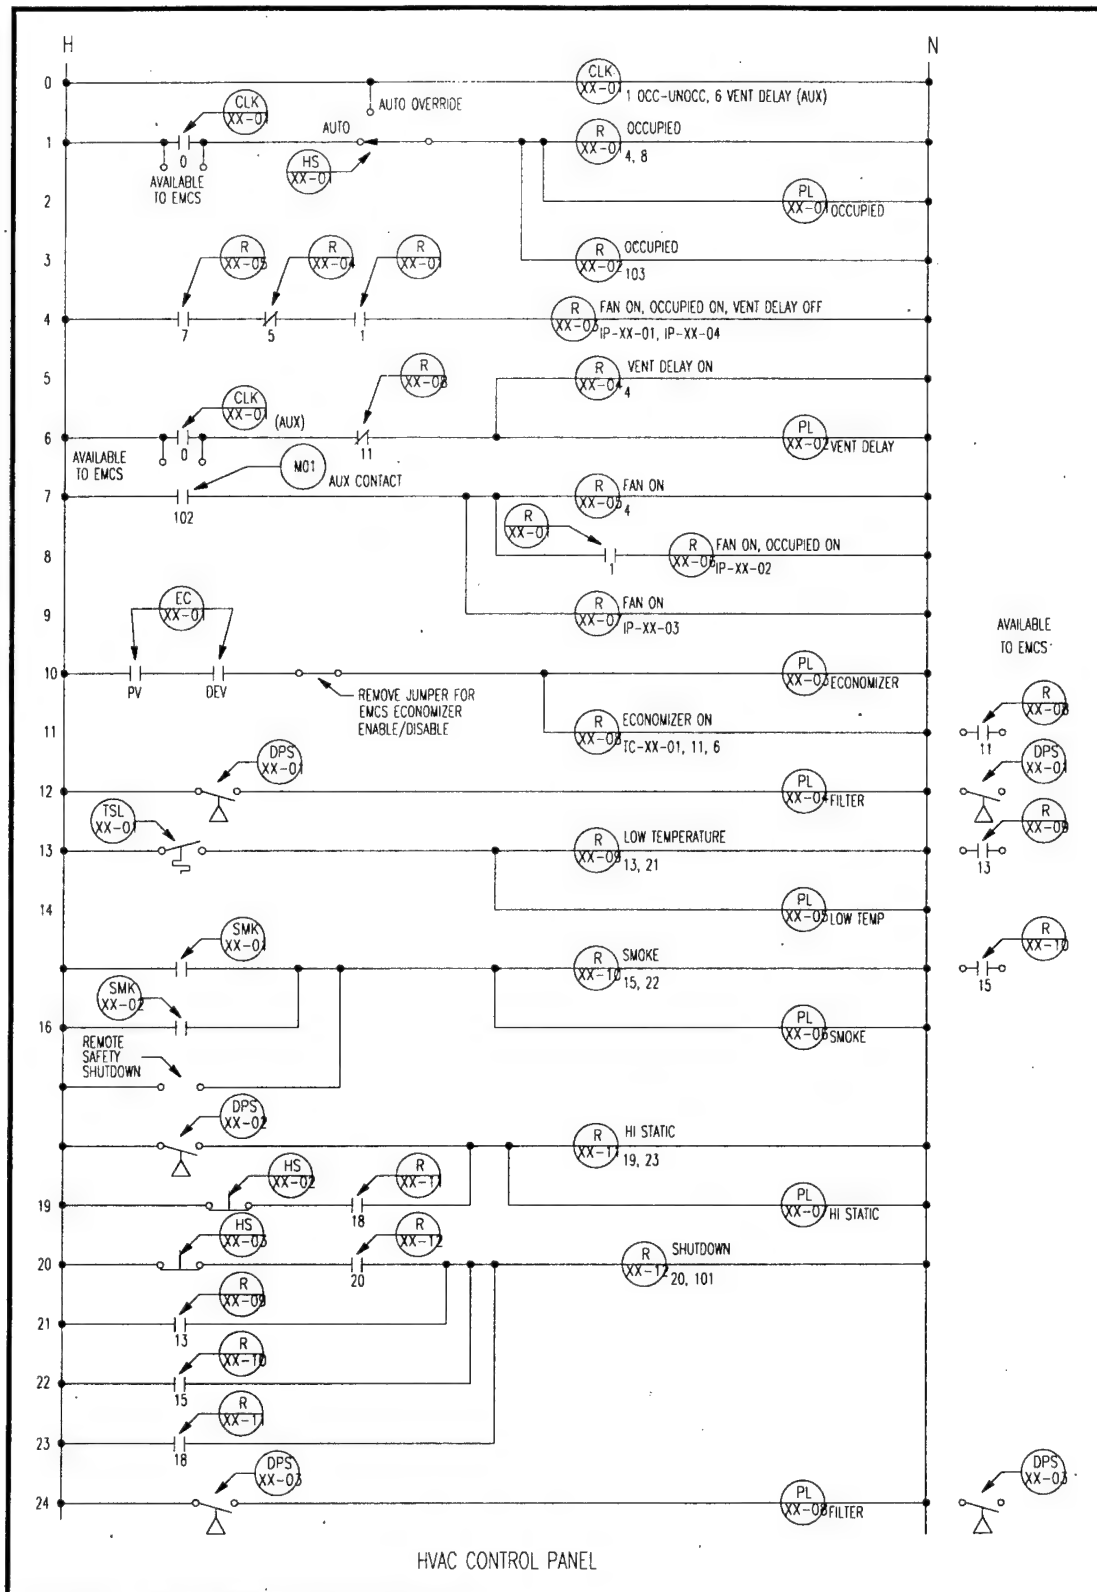 H N
0 CLK XX-01 1 OCC-UNOCC, 6 VENT DELAY (AUX)
AUTO OVERRIDE
CLK XX-01
1 0 AUTO R XX-01 OCCUPIED 4, 8
HS XX-01
AVAILABLE TO EMCS
2 PL XX-01 OCCUPIED
3 R XX-02 OCCUPIED 103
R XX-05 R XX-04 R XX-01
4 7 5 1 R XX-03 FAN ON, OCCUPIED ON, VENT DELAY OFF IP-XX-01, IP-XX-04
5 R XX-04 VENT DELAY ON 4
R XX-08
CLK XX-01 (AUX)
6 0 11 PL XX-02 VENT DELAY
AVAILABLE TO EMCS
M01 AUX CONTACT
7 102 R XX-05 FAN ON 4
R XX-01
8 1 R XX-06 FAN ON, OCCUPIED ON IP-XX-02
EC XX-01
9 R XX-07 FAN ON IP-XX-03
AVAILABLE TO EMCS
10 PV DEV PL XX-03 ECONOMIZER
REMOVE JUMPER FOR EMCS ECONOMIZER ENABLE/DISABLE
R XX-08
11 R XX-08 ECONOMIZER ON TC-XX-01, 11, 6 11
DPS XX-01 DPS XX-01
12 PL XX-04 FILTER
TSL XX-01 R XX-09
13 R XX-09 LOW TEMPERATURE 13, 21 13
14 PL XX-05 LOW TEMP
SMK XX-01 R XX-10
R XX-10 SMOKE 15, 22 15
SMK XX-02
16 PL XX-06 SMOKE
REMOTE SAFETY SHUTDOWN
DPS XX-02
R XX-11 HI STATIC 19, 23
HS XX-02 R XX-11
19 18 PL XX-07 HI STATIC
HS XX-03 R XX-12
20 20 R XX-12 SHUTDOWN 20, 101
R XX-09
21 13
R XX-10
22 15
R XX-11
23 18
DPS XX-03 DPS XX-03
24 PL XX-08 FILTER
HVAC CONTROL PANEL